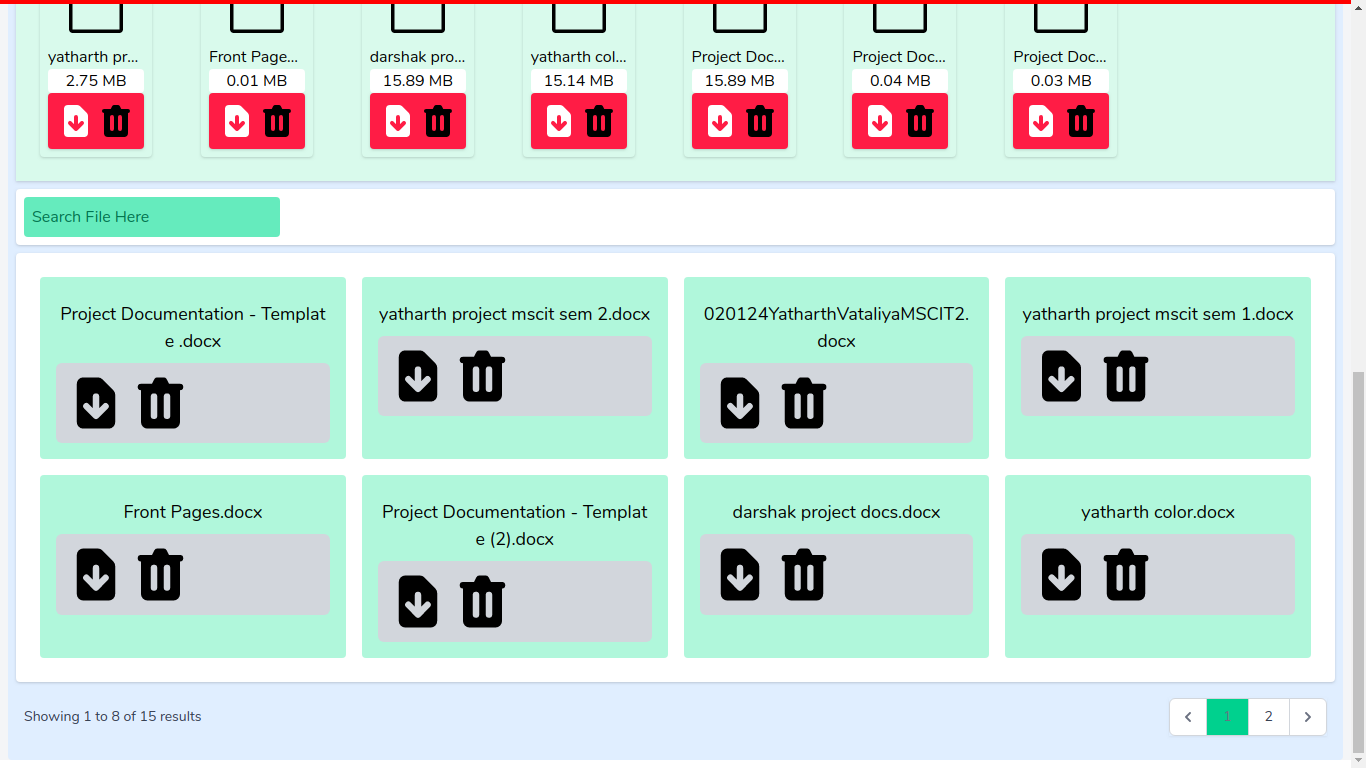 yatharth pr...
Front Page...
darshak pro...
yatharth col...
Project Doc...
Project Doc...
Project Doc...
2.75 MB
0.01 MB
15.89 MB
15.14 MB
15.89 MB
0.04 MB
0.03 MB
Search File Here
Project Documentation - Templat
e .docx
yatharth project mscit sem 2.docx
020124YatharthVataliyaMSCIT2.
docx
yatharth project mscit sem 1.docx
Front Pages.docx
Project Documentation - Templat
e (2).docx
darshak project docs.docx
yatharth color.docx
Showing 1 to 8 of 15 results
1
2